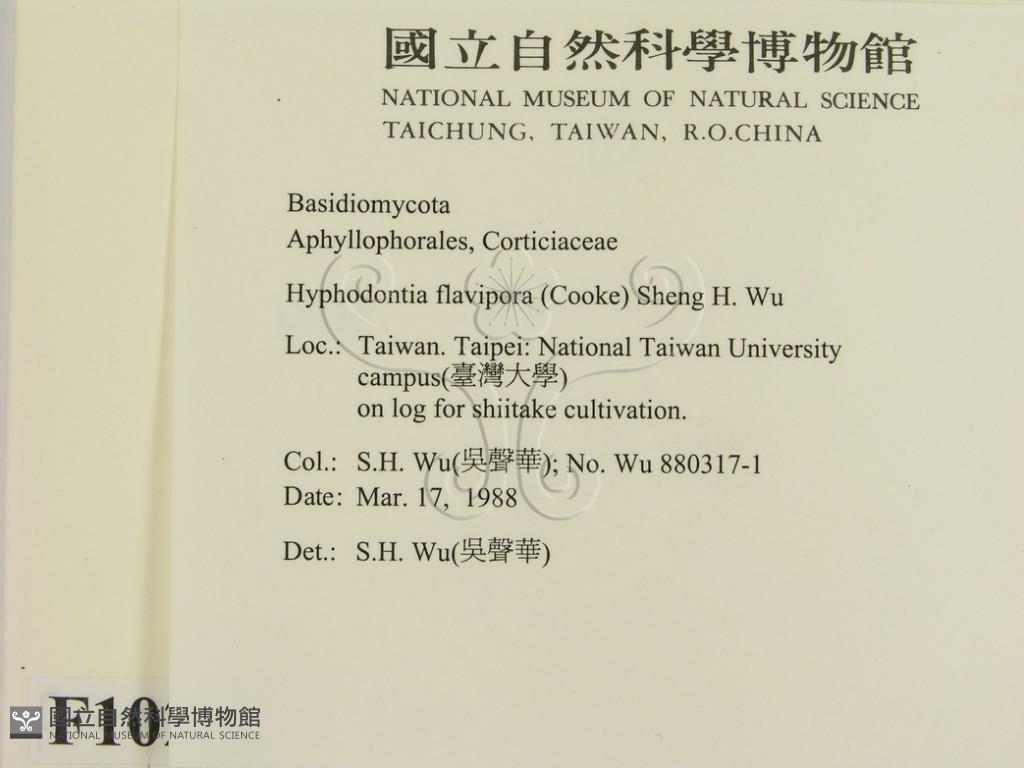 國立自然科學博物館
NATIONAL MUSEUM OF NATURAL SCIENCE
TAICHUNG, TAIWAN, R.O.CHINA
Basidiomycota
Aphyllophorales, Corticiaceae
Hyphodontia flavipora (Cooke) Sheng H. Wu
Loc.: Taiwan. Taipei: National Taiwan University
campus(臺灣大學)
on log for shiitake cultivation.
Col.: S.H. Wu(吳聲華); No. Wu 880317-1
Date: Mar. 17, 1988
Det.: S.H. Wu(吳聲華)
F10
國立自然科學博物館
NATIONAL MUSEUM OF NATURAL SCIENCE